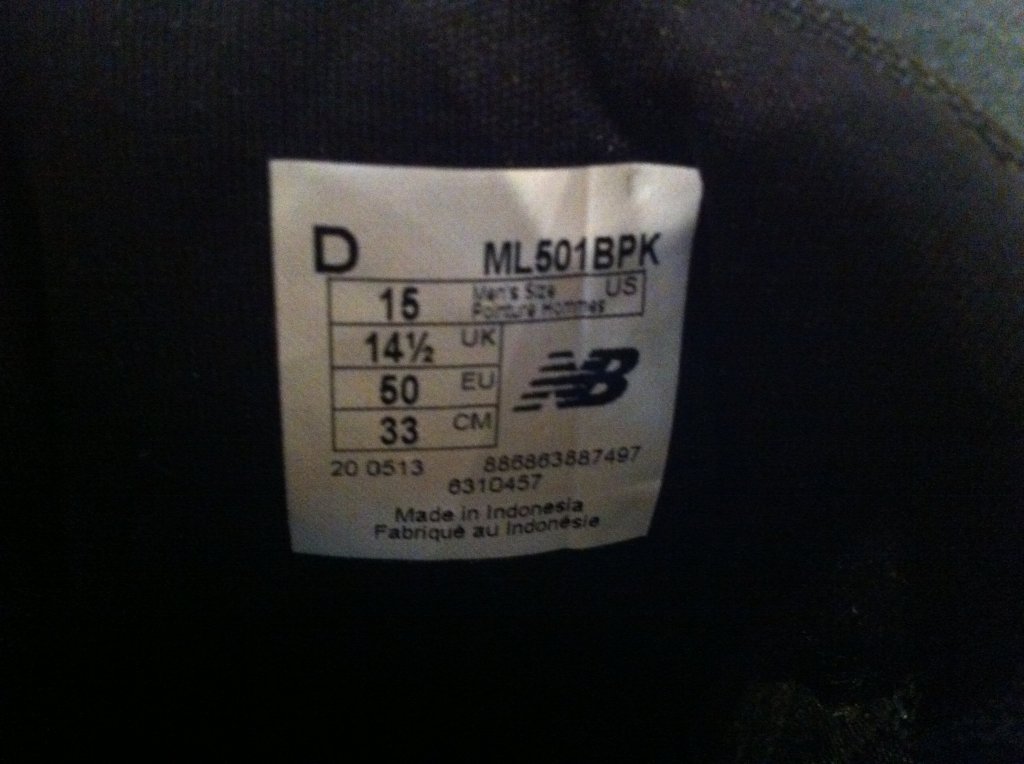 D ML501BPK
15 Men's Size US
Pointure Hommes
14½ UK
NB
50 EU
33 CM
20 0513 886863887497
6310457
Made in Indonesia
Fabriqué au Indonésie